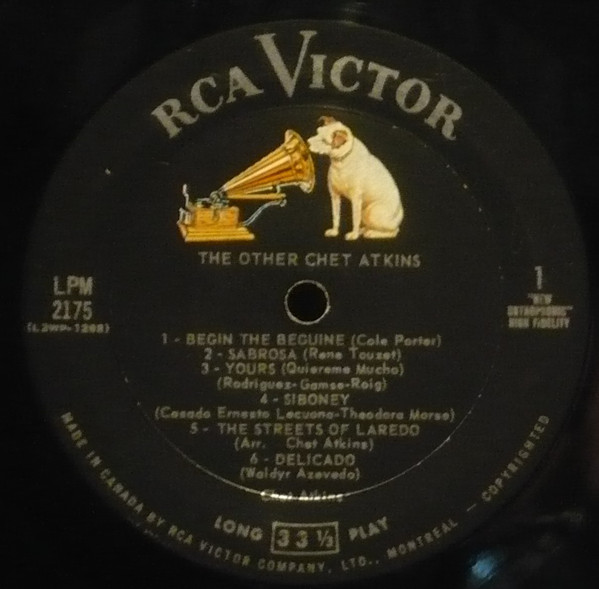 RCA VICTOR
THE OTHER CHET ATKINS
LPM
2175
(L2WP-1268)
1
"NEW
ORTHOPHONIC"
HIGH FIDELITY
1 - BEGIN THE BEGUINE (Cole Porter)
2 - SABROSA (Rene Touzet)
3 - YOURS (Quiereme Mucho)
(Rodriguez-Gamse-Roig)
4 - SIBONEY
(Casado Ernesto Lecuona-Theodora Morse)
5 - THE STREETS OF LAREDO
(Arr. Chet Atkins)
6 - DELICADO
(Waldyr Azevedo)
Chet Atkins
LONG 33 ⅓ PLAY
MADE IN CANADA BY RCA VICTOR COMPANY, LTD., MONTREAL — COPYRIGHTED